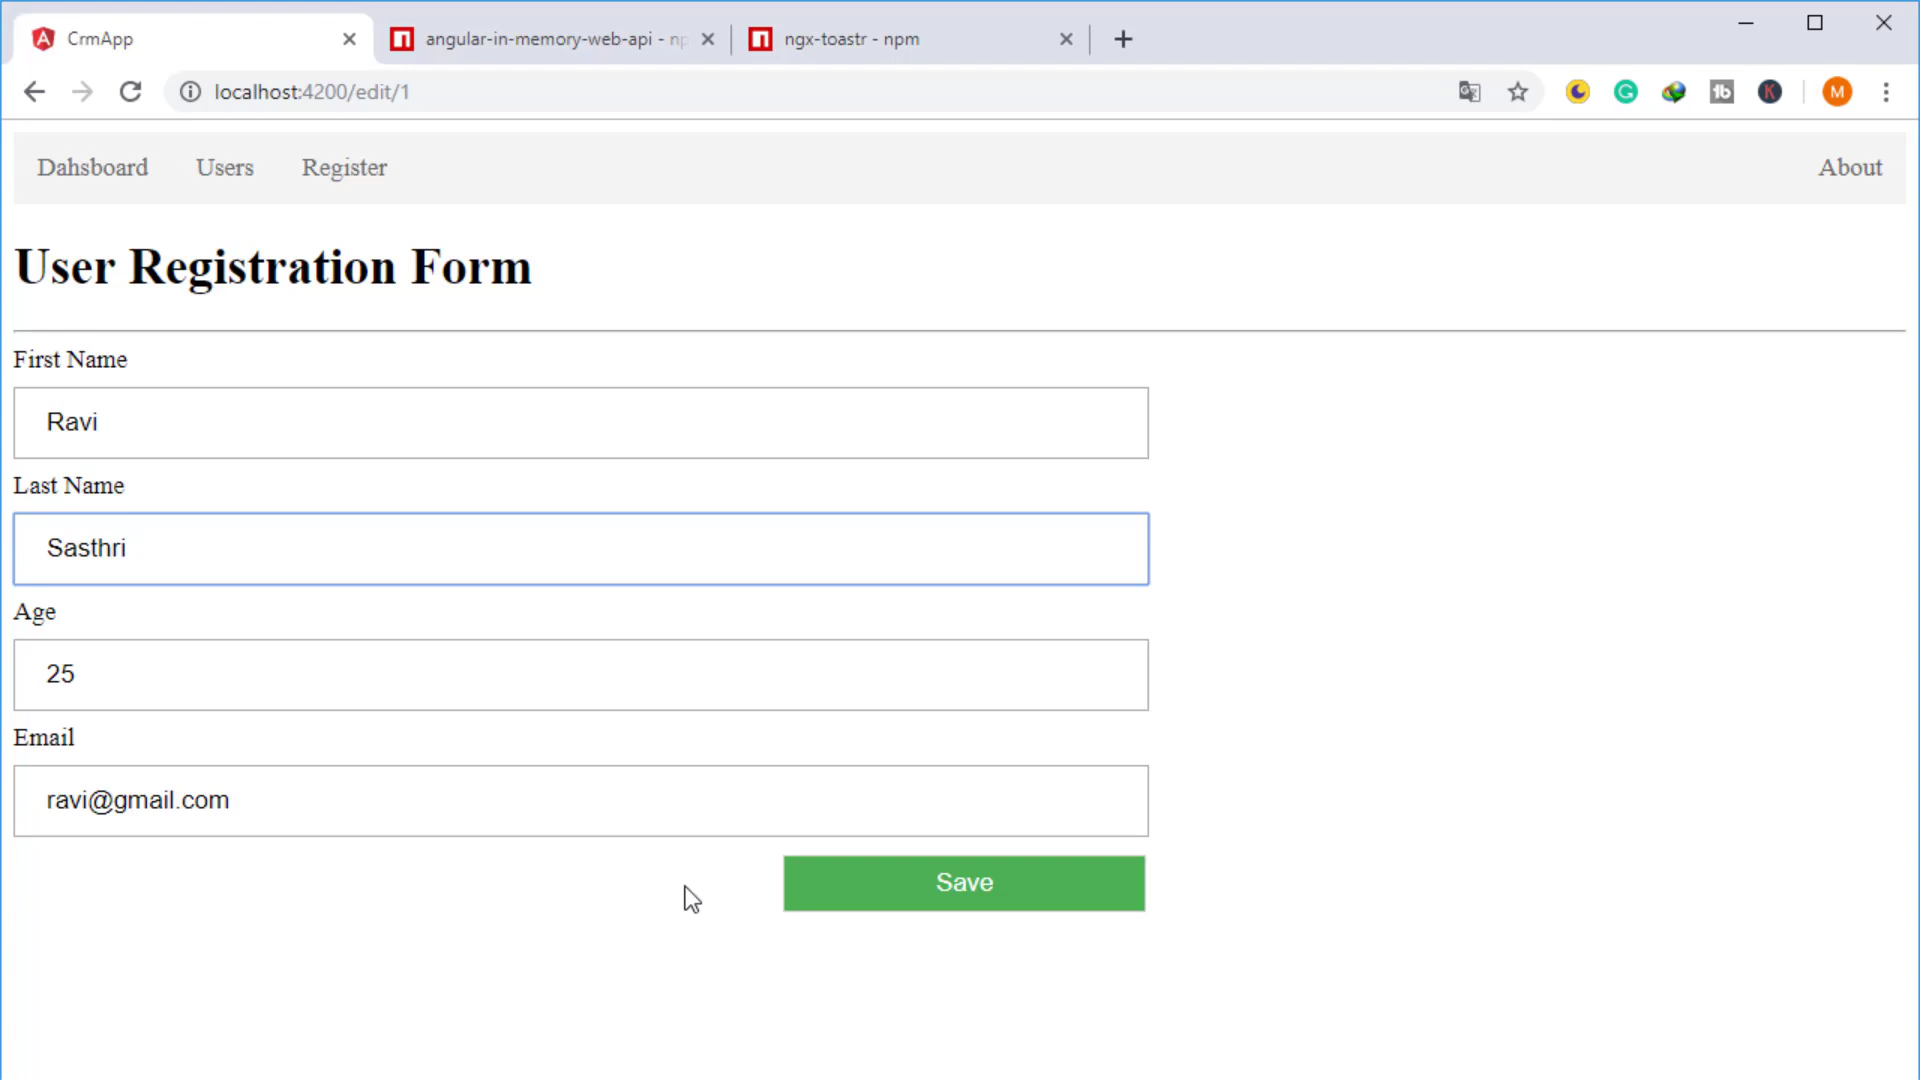 CrmApp
angular-in-memory-web-api - np
ngx-toastr - npm
localhost:4200/edit/1
Dahsboard Users Register About
User Registration Form
First Name
Ravi
Last Name
Sasthri
Age
25
Email
ravi@gmail.com
Save
G
tb
K
M